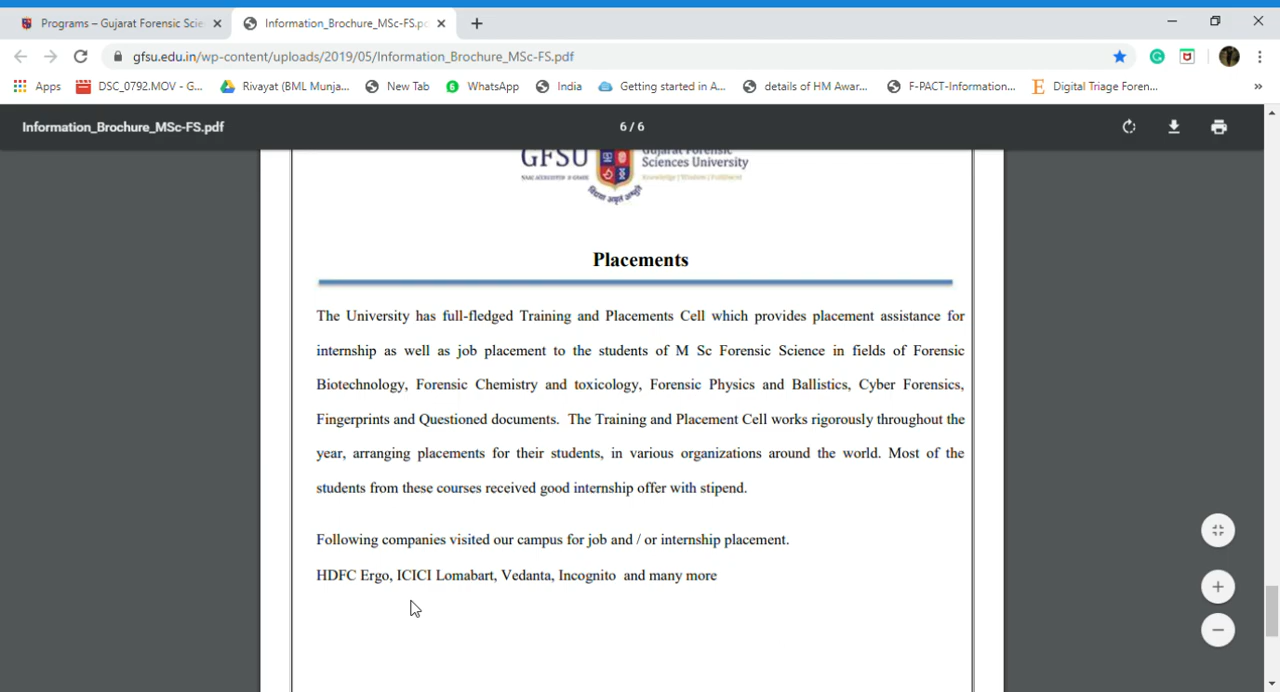 Programs – Gujarat Forensic Scie
Information_Brochure_MSc-FS.pc
gfsu.edu.in/wp-content/uploads/2019/05/Information_Brochure_MSc-FS.pdf
Apps DSC_0792.MOV - G... Rivayat (BML Munja... New Tab WhatsApp India Getting started in A... details of HM Awar... F-PACT-Information... Digital Triage Foren... »
Information_Brochure_MSc-FS.pdf 6 / 6
GFSU Gujarat Forensic
Sciences University
Knowledge | Wisdom | Fulfilment
Placements
The University has full-fledged Training and Placements Cell which provides placement assistance for
internship as well as job placement to the students of M Sc Forensic Science in fields of Forensic
Biotechnology, Forensic Chemistry and toxicology, Forensic Physics and Ballistics, Cyber Forensics,
Fingerprints and Questioned documents. The Training and Placement Cell works rigorously throughout the
year, arranging placements for their students, in various organizations around the world. Most of the
students from these courses received good internship offer with stipend.
Following companies visited our campus for job and / or internship placement.
HDFC Ergo, ICICI Lomabart, Vedanta, Incognito and many more